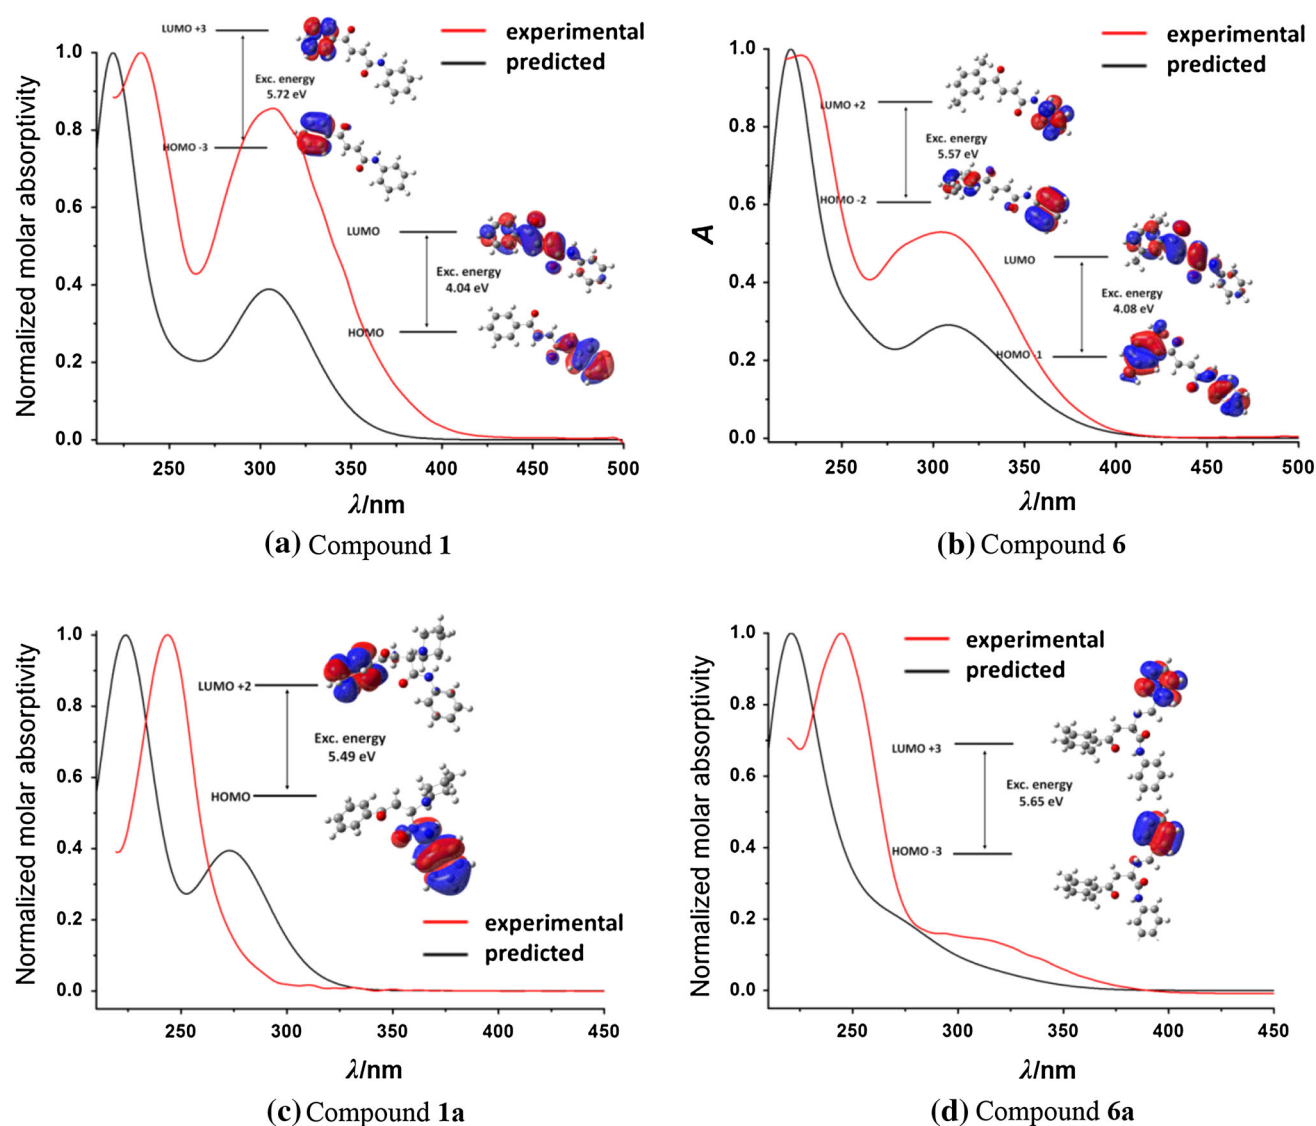 LUMO +3
Exc. energy
5.72 eV
HOMO -3
LUMO
Exc. energy
4.04 eV
HOMO
experimental
predicted
Normalized molar absorptivity
1.0
0.8
0.6
0.4
0.2
0.0
250
300
350
400
450
500
λ/nm
(a) Compound 1
experimental
predicted
LUMO +2
Exc. energy
5.57 eV
HOMO -2
LUMO
Exc. energy
4.08 eV
HOMO -1
A
1.0
0.8
0.6
0.4
0.2
0.0
250
300
350
400
450
500
λ/nm
(b) Compound 6
LUMO +2
Exc. energy
5.49 eV
HOMO
experimental
predicted
Normalized molar absorptivity
1.0
0.8
0.6
0.4
0.2
0.0
250
300
350
400
450
λ/nm
(c) Compound 1a
experimental
predicted
LUMO +3
Exc. energy
5.65 eV
HOMO -3
Normalized molar absorptivity
1.0
0.8
0.6
0.4
0.2
0.0
250
300
350
400
450
λ/nm
(d) Compound 6a